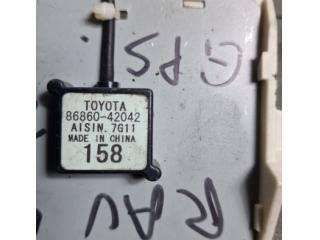 TOYOTA
86860-42042
AISIN. 7G11
MADE IN CHINA
158
GPS
RAV